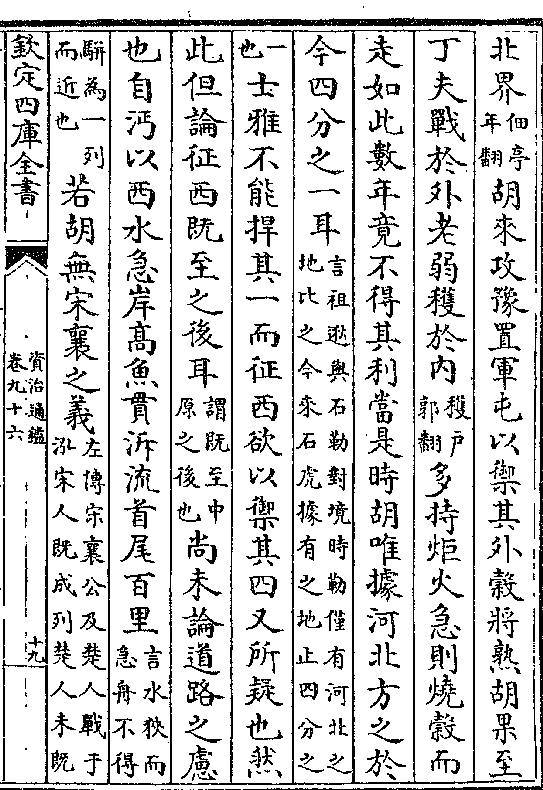 北界佃亭年翻胡來攻豫置軍屯以禦其外穀將熟胡果至
丁夫戰於外老弱穫於内穫戸郭翻多持炬火急則燒穀而
走如此數年竟不得其利當是時胡唯據河北方之於
今四分之一耳言祖逖與石勒對境時勒僅有河北之地比之今來石虎據有之地止四分之
一也士雅不能捍其一而征西欲以禦其四又所疑也然
此但論征西既至之後耳謂既至中原之後也尚未論道路之慮
也自沔以西水急岸髙魚貫泝流首尾百里言水狹而急舟不得
駢為一列而近也若胡無宋襄之義左傳宋襄公及楚人戰于泓宋人既成列楚人未既
欽定四庫全書
資治通鑑
卷九十六
十九